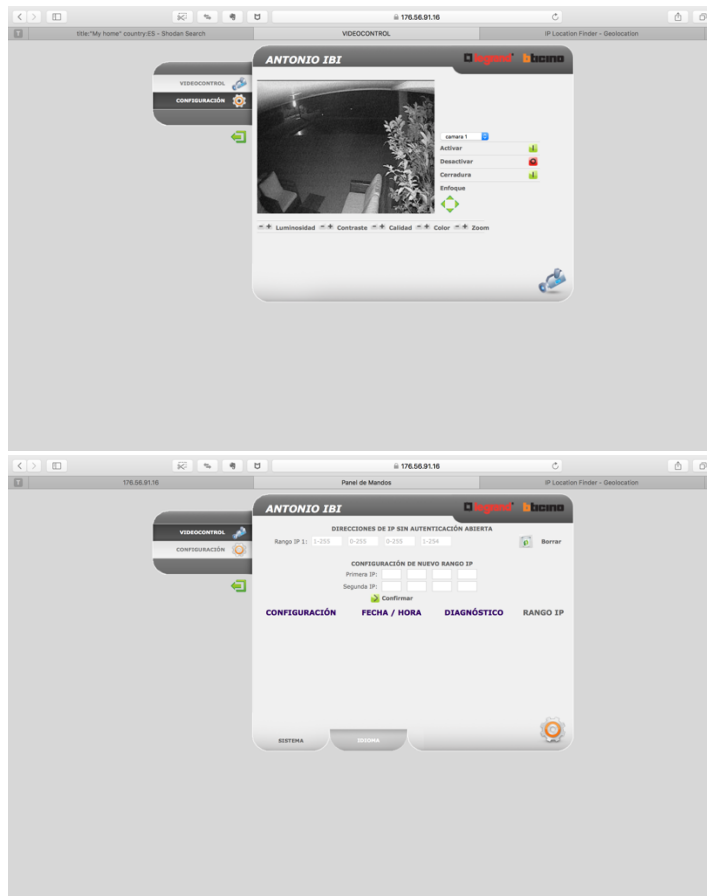 176.56.91.16
title:"My home" country:ES - Shodan Search
VIDEOCONTROL
IP Location Finder - Geolocation
ANTONIO IBI
legrand bticino
VIDEOCONTROL
CONFIGURACIÓN
camara 1
Activar
Desactivar
Cerradura
Enfoque
Luminosidad
Contraste
Calidad
Color
Zoom
176.56.91.16
176.56.91.16
Panel de Mandos
IP Location Finder - Geolocation
ANTONIO IBI
legrand bticino
VIDEOCONTROL
CONFIGURACIÓN
DIRECCIONES DE IP SIN AUTENTICACIÓN ABIERTA
Rango IP 1: 1-255 0-255 0-255 1-254 Borrar
CONFIGURACIÓN DE NUEVO RANGO IP
Primera IP:
Segunda IP:
Confirmar
CONFIGURACIÓN FECHA / HORA DIAGNÓSTICO RANGO IP
SISTEMA IDIOMA